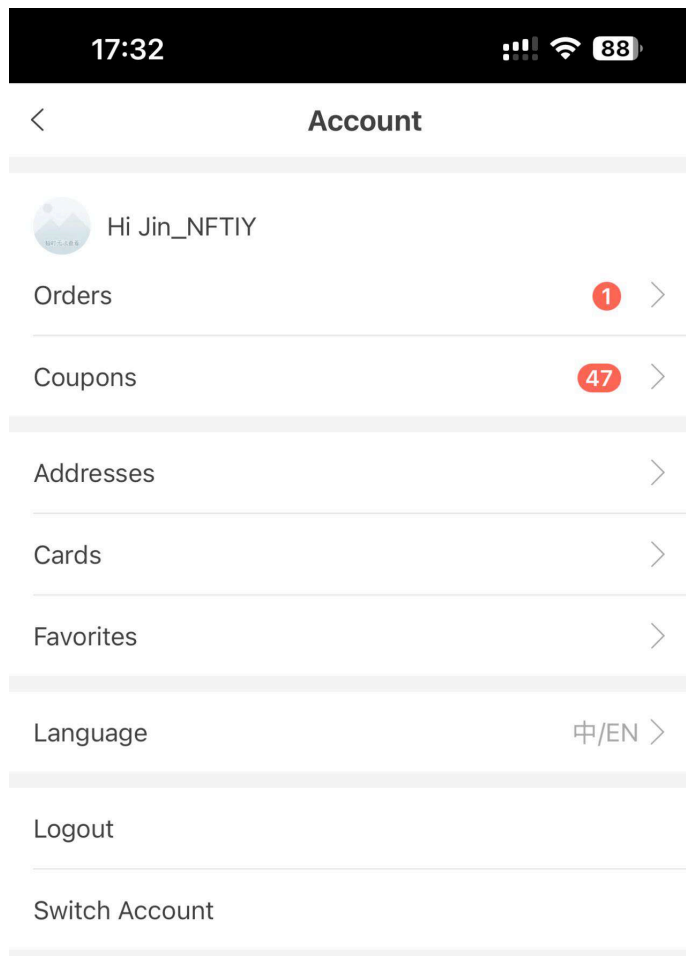 17:32
88
Account
Hi Jin_NFTIY
Orders
1
Coupons
47
Addresses
Cards
Favorites
Language
中/EN
Logout
Switch Account